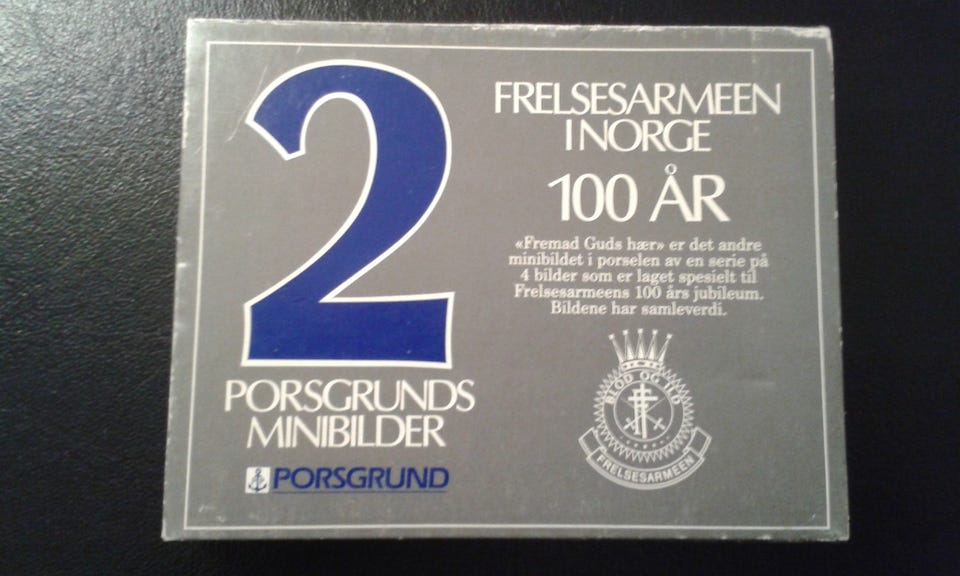 2
PORSGRUNDS
MINIBILDER
PORSGRUND
FRELSESARMEEN
I NORGE
100 ÅR
«Fremad Guds hær» er det andre
minibildet i porselen av en serie på
4 bilder som er laget spesielt til
Frelsesarmeens 100 års jubileum.
Bildene har samleverdi.
BLOD OG ILD
FRELSESARMEEN